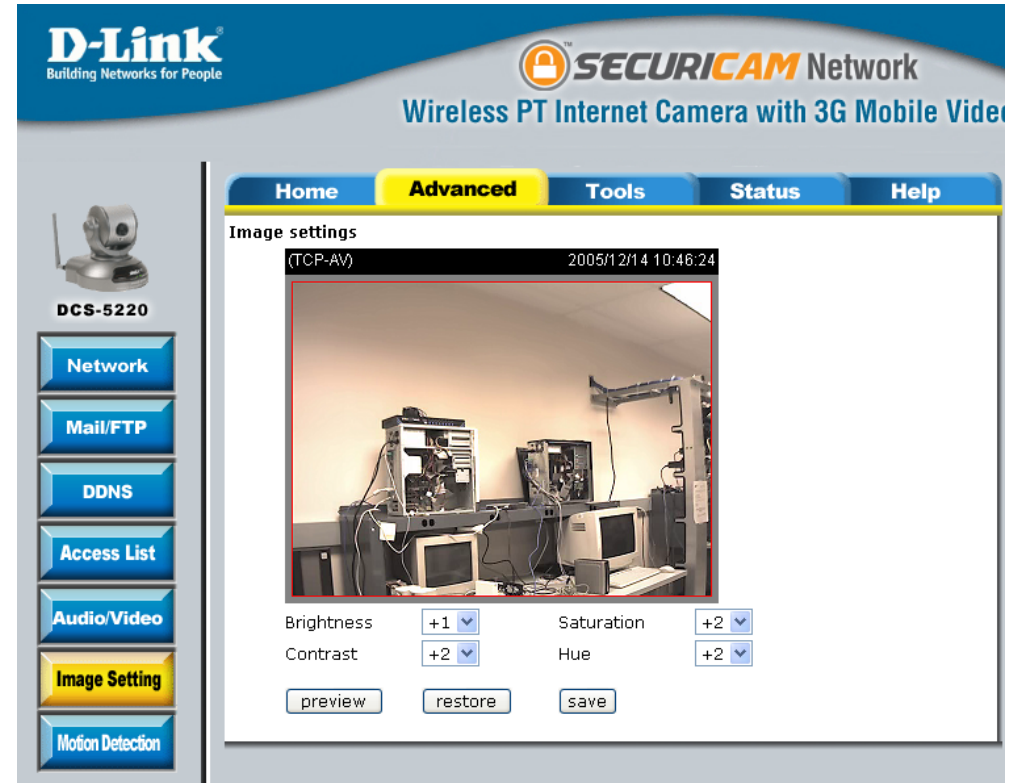 D-Link®
Building Networks for People
™ SECURICAM Network
Wireless PT Internet Camera with 3G Mobile Vide
Home Advanced Tools Status Help
DCS-5220
Network
Mail/FTP
DDNS
Access List
Audio/Video
Image Setting
Motion Detection
Image settings
(TCP-AV) 2005/12/14 10:46:24
Brightness +1 Saturation +2
Contrast +2 Hue +2
preview restore save